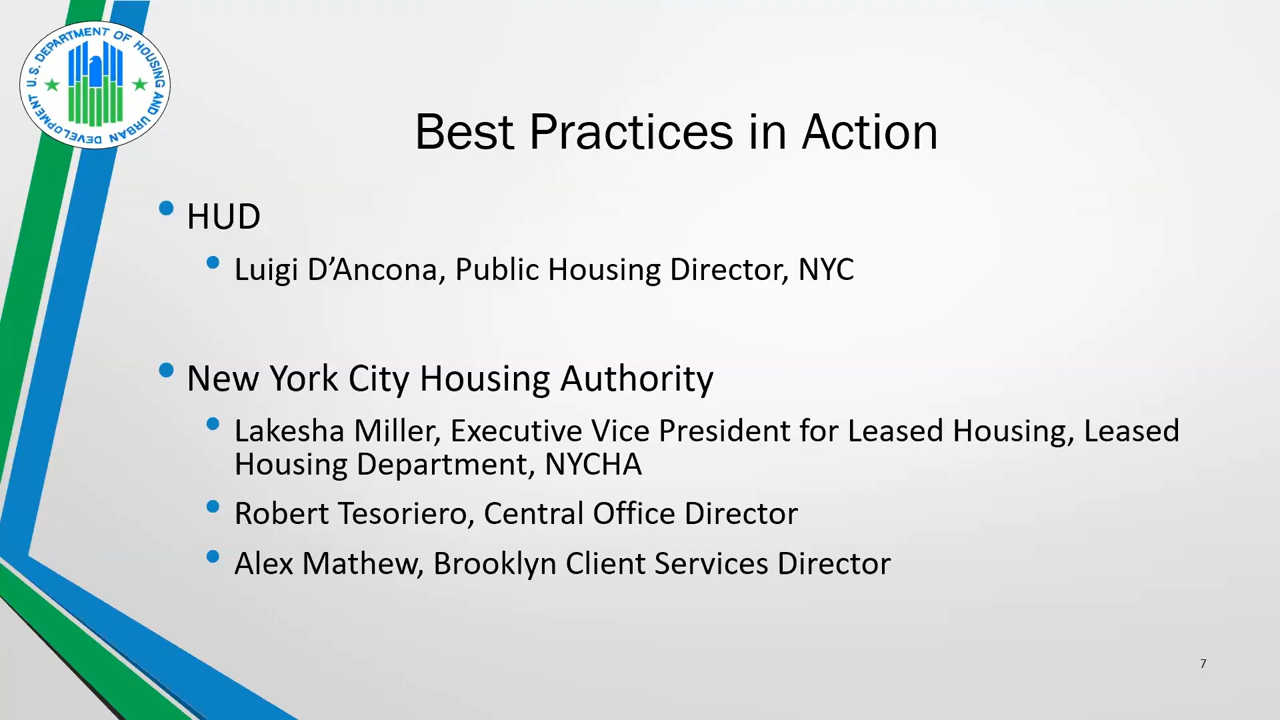 U.S. DEPARTMENT OF HOUSING AND URBAN DEVELOPMENT
Best Practices in Action
• HUD
• Luigi D’Ancona, Public Housing Director, NYC
• New York City Housing Authority
• Lakesha Miller, Executive Vice President for Leased Housing, Leased
Housing Department, NYCHA
• Robert Tesoriero, Central Office Director
• Alex Mathew, Brooklyn Client Services Director
7